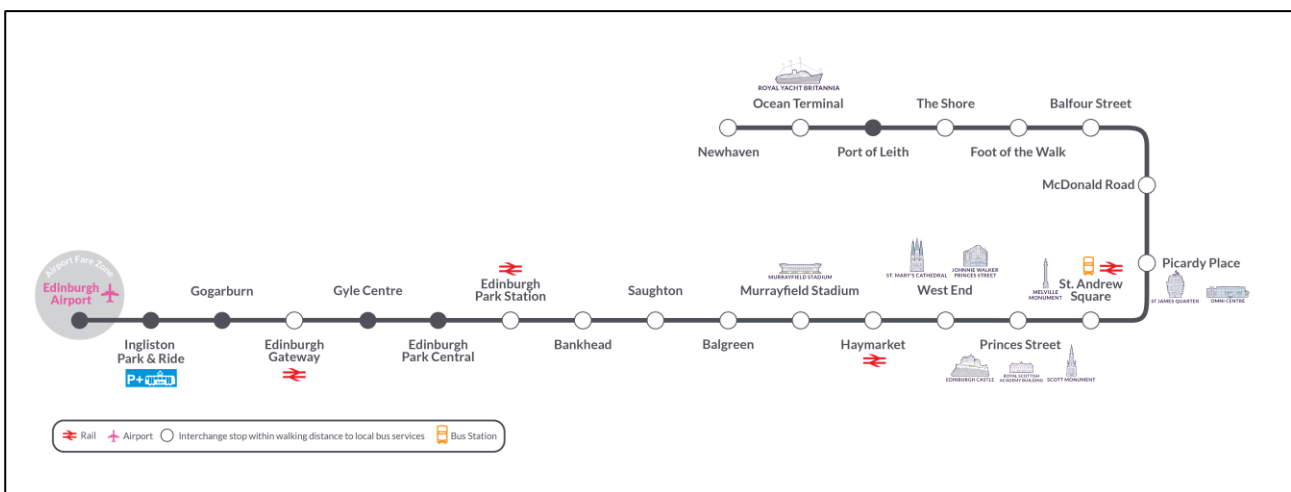 ROYAL YACHT BRITANNIA
Ocean Terminal
The Shore
Balfour Street
Newhaven
Port of Leith
Foot of the Walk
McDonald Road
Picardy Place
ST JAMES QUARTER
OMNI CENTRE
Airport Fare Zone
Edinburgh
Airport
Gogarburn
Gyle Centre
Edinburgh
Park Station
Saughton
MURRAYFIELD STADIUM
Murrayfield Stadium
ST. MARY'S CATHEDRAL
JOHNNIE WALKER
PRINCES STREET
West End
MELVILLE
MONUMENT
St. Andrew
Square
Ingliston
Park & Ride
P+
Edinburgh
Gateway
Edinburgh
Park Central
Bankhead
Balgreen
Haymarket
Princes Street
EDINBURGH CASTLE
ROYAL SCOTTISH
ACADEMY BUILDING
SCOTT MONUMENT
Rail
Airport
Interchange stop within walking distance to local bus services
Bus Station